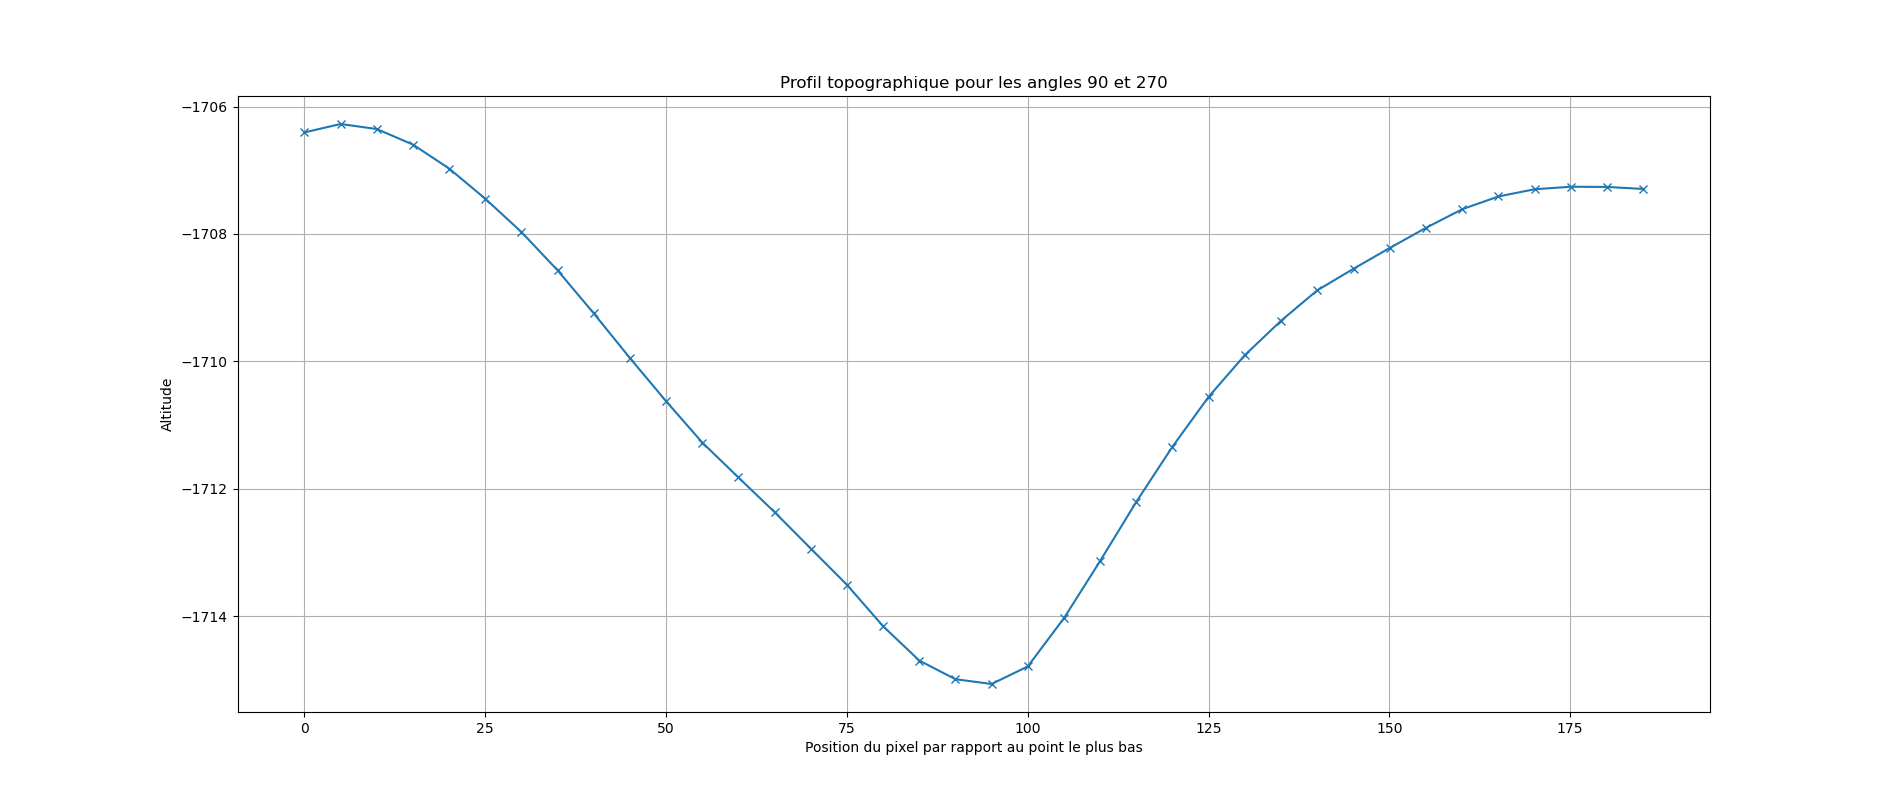 Profil topographique pour les angles 90 et 270
−1706
−1708
−1710
−1712
−1714
Altitude
0 25 50 75 100 125 150 175
Position du pixel par rapport au point le plus bas